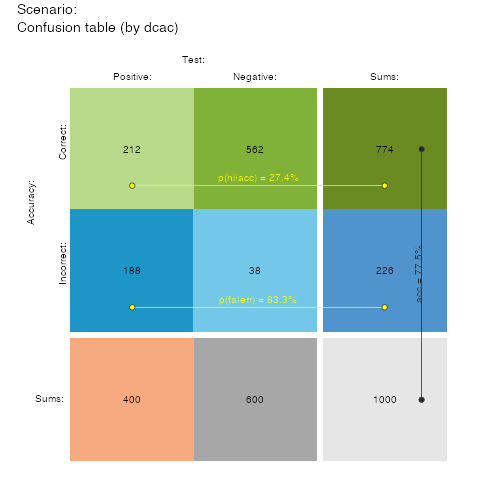 Scenario:
Confusion table (by dcac)
Test:
Positive: Negative: Sums:
Accuracy:
Correct:
212 562 774
p(hi|acc) = 27.4%
Incorrect:
188 38 226
p(fa|err) = 83.3%
acc = 77.5%
Sums:
400 600 1000